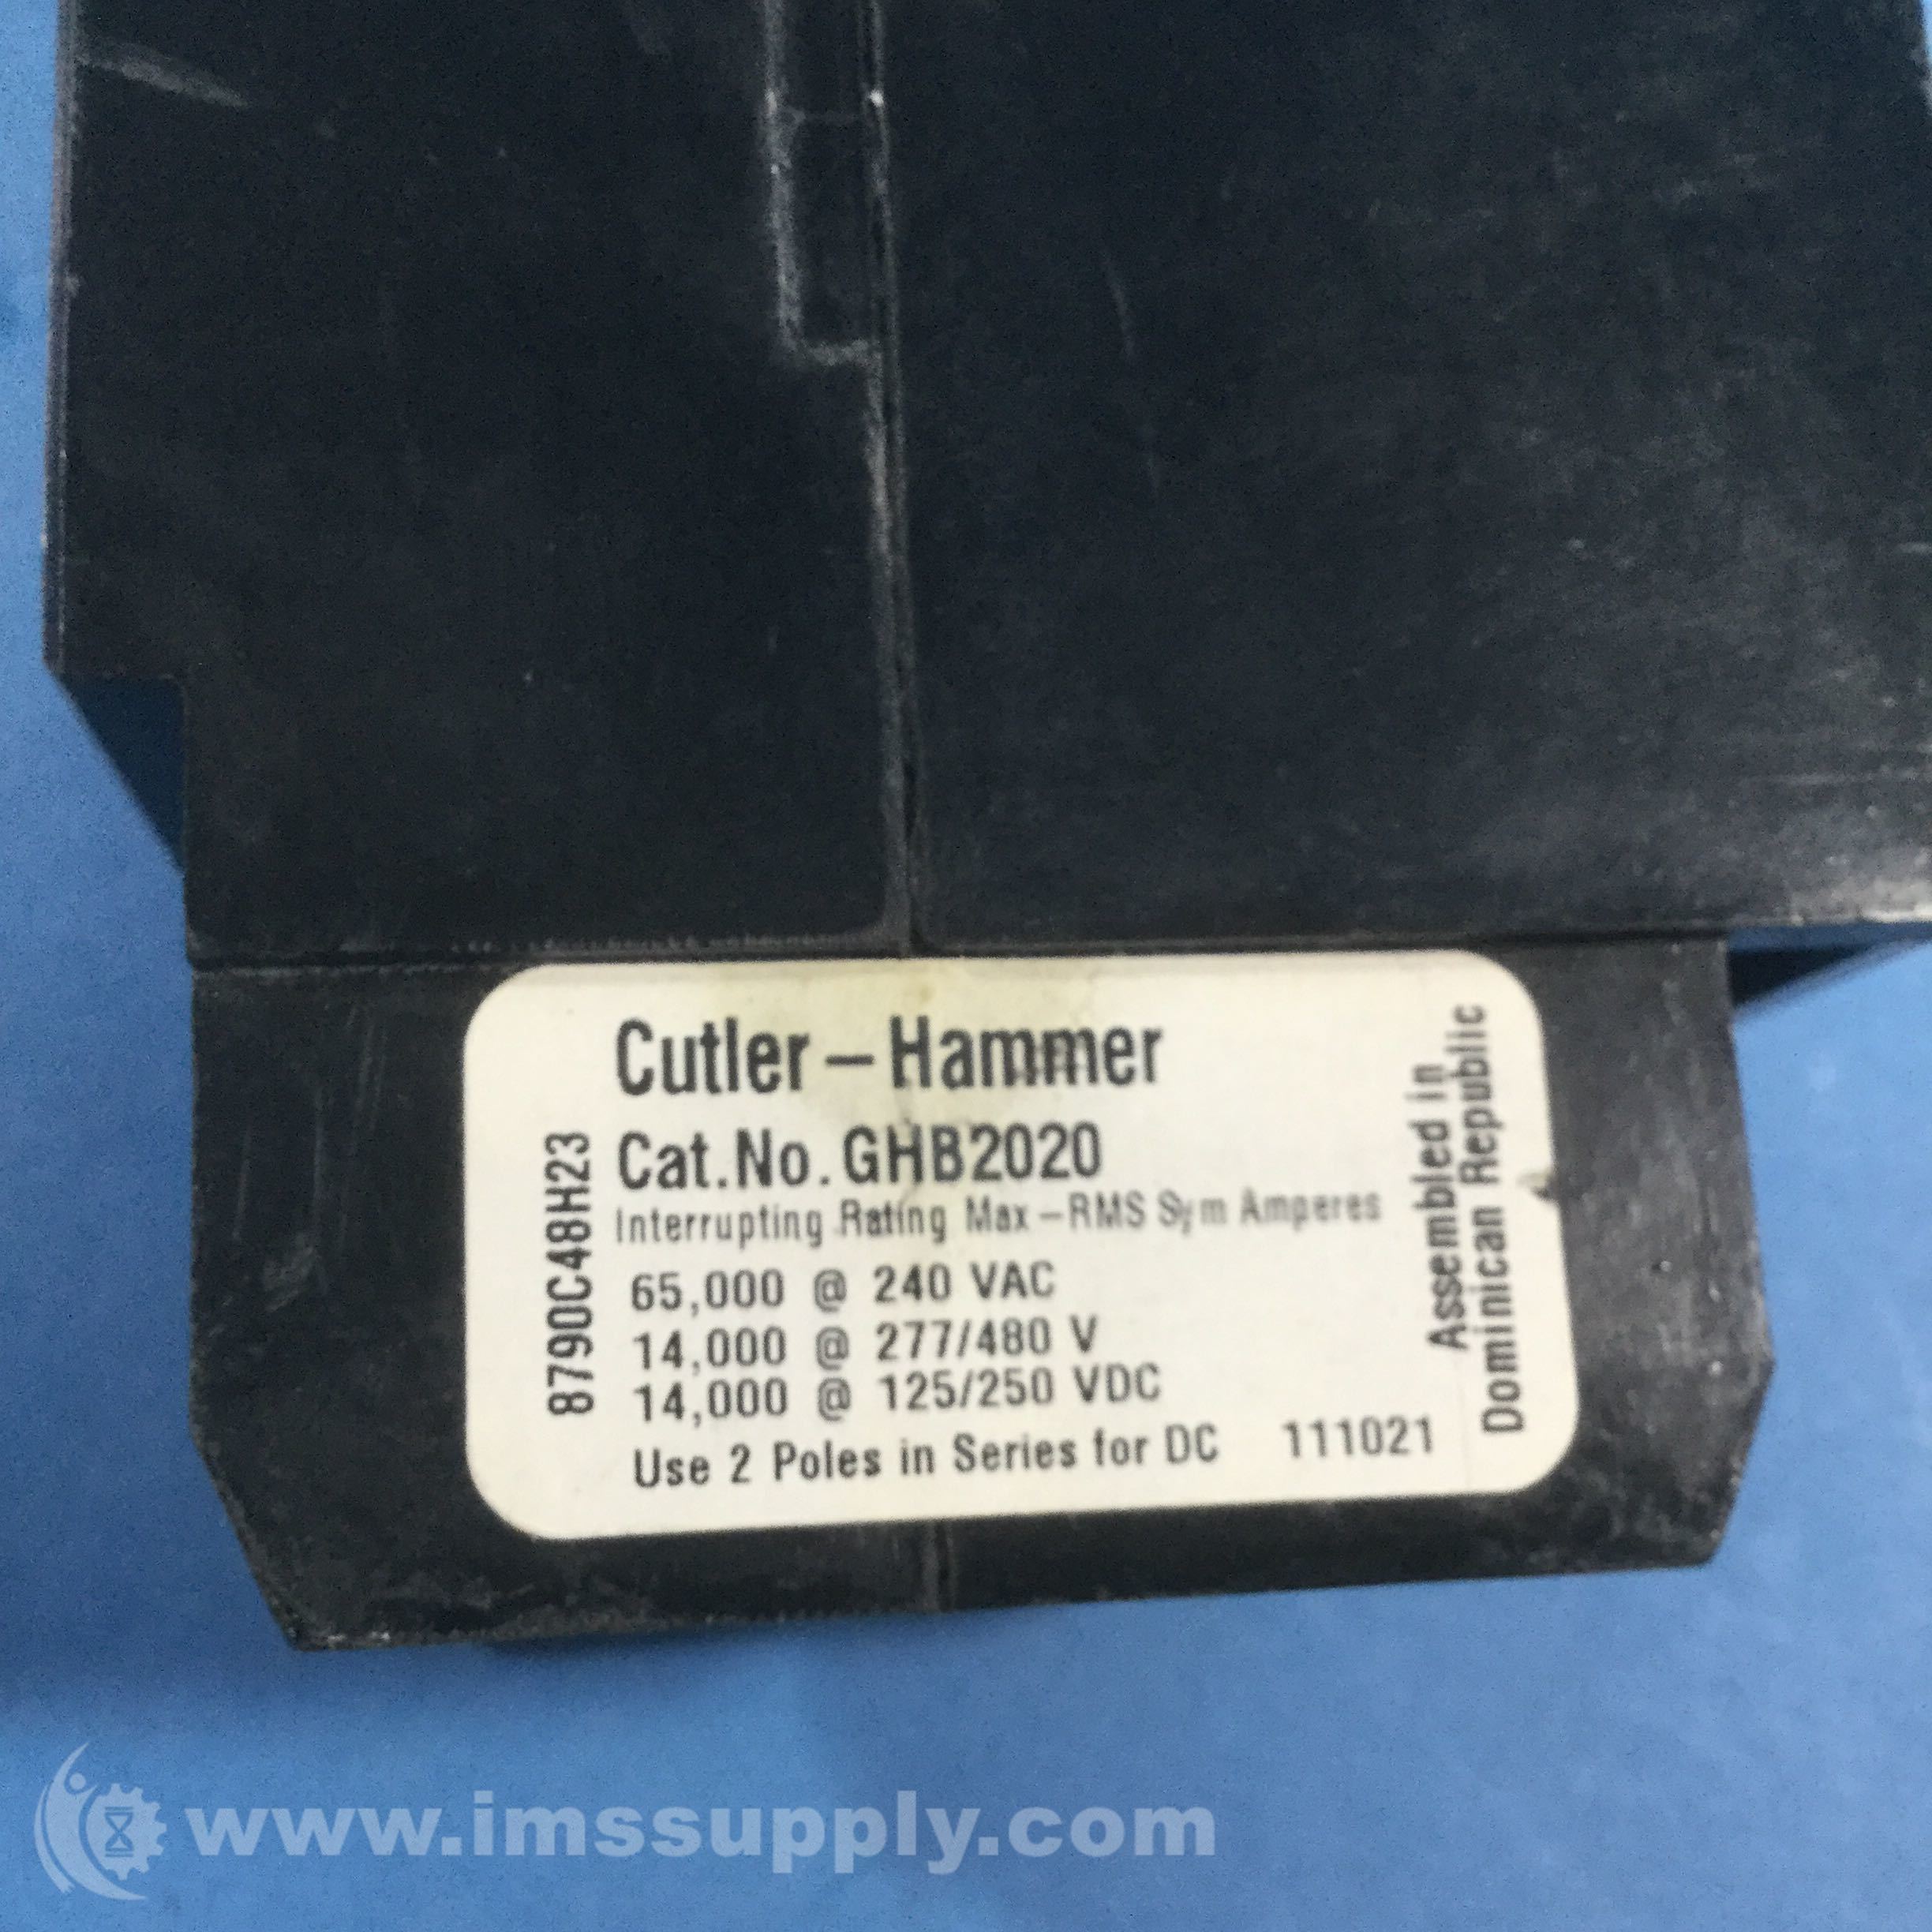 Cutler-Hammer
Cat.No. GHB2020
Interrupting Rating Max-RMS Sym Amperes
65,000 @ 240 VAC
14,000 @ 277/480 V
14,000 @ 125/250 VDC
Use 2 Poles in Series for DC 111021
8790C48H23
Assembled in
Dominican Republic
www.imssupply.com